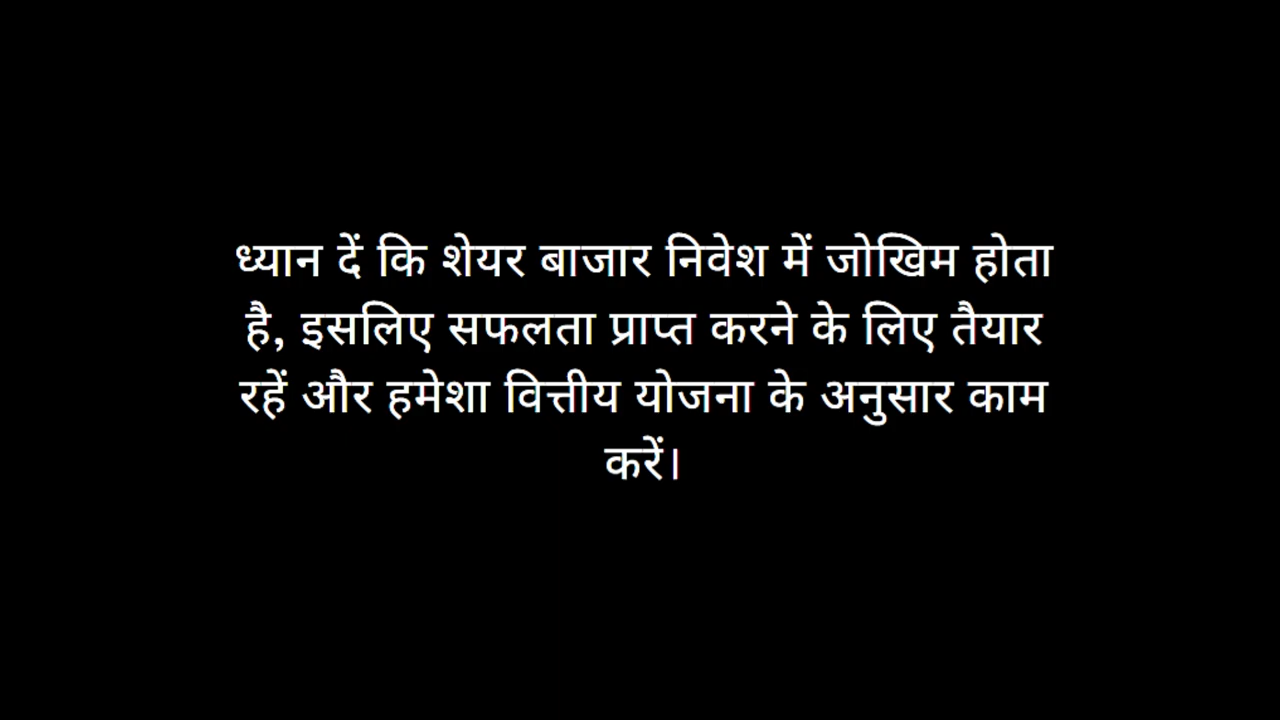 ध्यान दें कि शेयर बाजार निवेश में जोखिम होता
है, इसलिए सफलता प्राप्त करने के लिए तैयार
रहें और हमेशा वित्तीय योजना के अनुसार काम
करें।